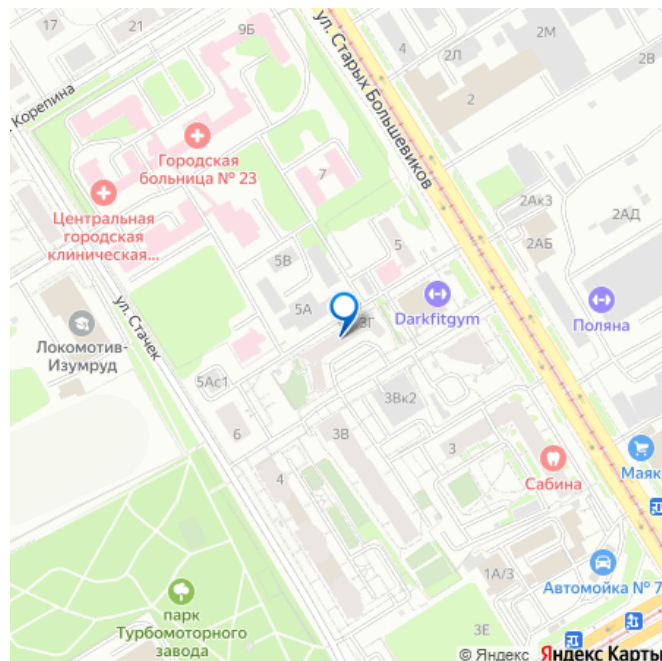 17
21
9Б
4
2Л
2М
2В
2
ул. Старых Большевиков
Корепина
Городская
больница № 23
7
Центральная
городская
клиническая...
2Ак3
2АД
2АБ
5
5В
5А
3Г
Darkfitgym
Поляна
ул. Стачек
Локомотив-
Изумруд
5Ас1
6
3В
3Вк2
3
4
Сабина
Маяк
1А/3
Автомойка № 7
парк
Турбомоторного
завода
3Е
© Яндекс Яндекс Карты